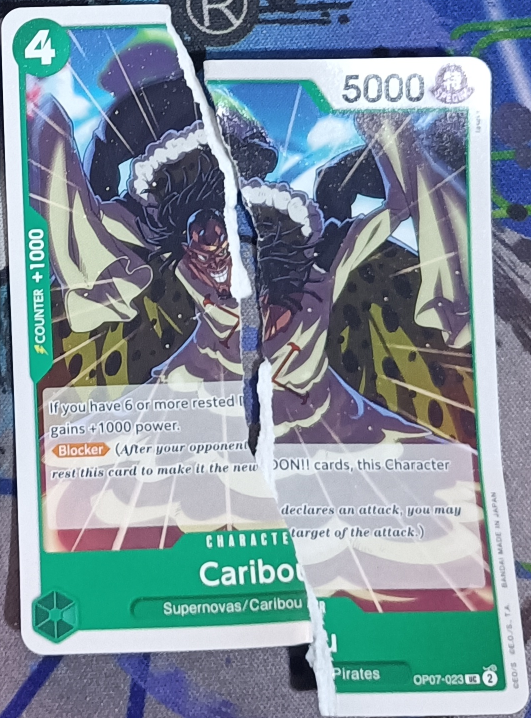 4
5000
SPECIAL
COUNTER +1000
If you have 6 or more rested
DON!! cards, this Character
gains +1000 power.
Blocker (After your opponent
declares an attack, you may
rest this card to make it the new
target of the attack.)
CHARACTE
R
Caribou
u
Supernovas/Caribou
Pirates
OP07-023 UC 2
©E.O/S ©E.O./S., T.A. BANDAI MADE IN JAPAN
®